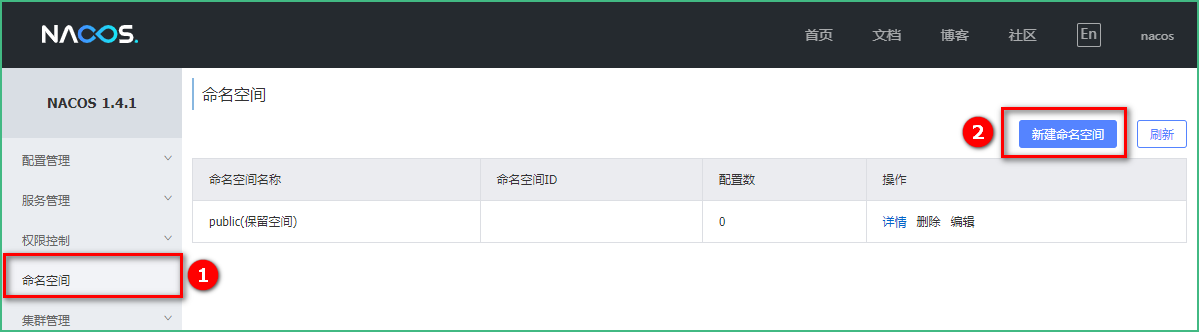 NACOS.
首页 文档 博客 社区 En nacos
NACOS 1.4.1
配置管理
服务管理
权限控制
命名空间
1
集群管理
命名空间
2
新建命名空间 刷新
命名空间名称 命名空间ID 配置数 操作
public(保留空间) 0 详情 删除 编辑